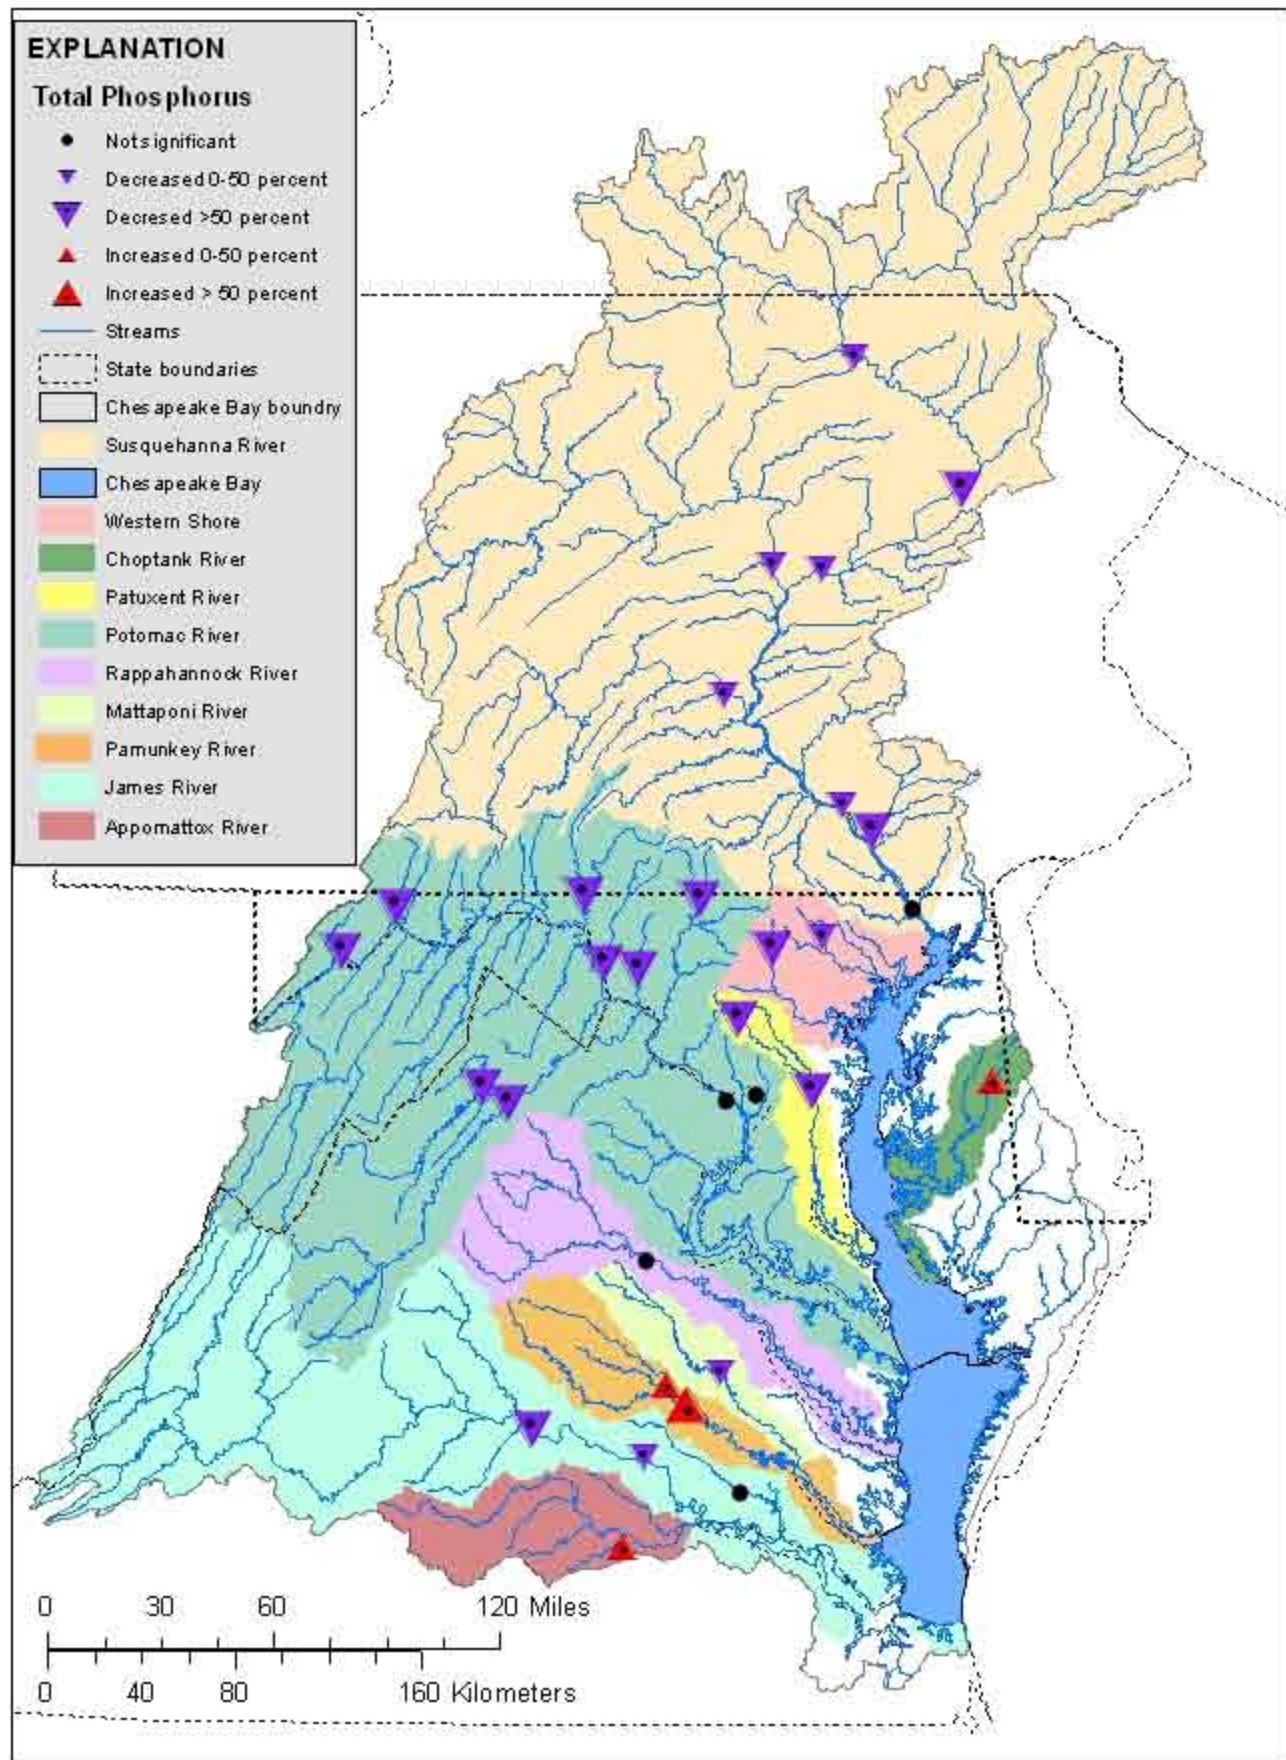 EXPLANATION
Total Phosphorus
Not significant
Decreased 0-50 percent
Decresed >50 percent
Increased 0-50 percent
Increased > 50 percent
Streams
State boundaries
Chesapeake Bay boundry
Susquehanna River
Chesapeake Bay
Western Shore
Choptank River
Patuxent River
Potomac River
Rappahannock River
Mattaponi River
Pamunkey River
James River
Appomattox River
0 30 60 120 Miles
0 40 80 160 Kilometers